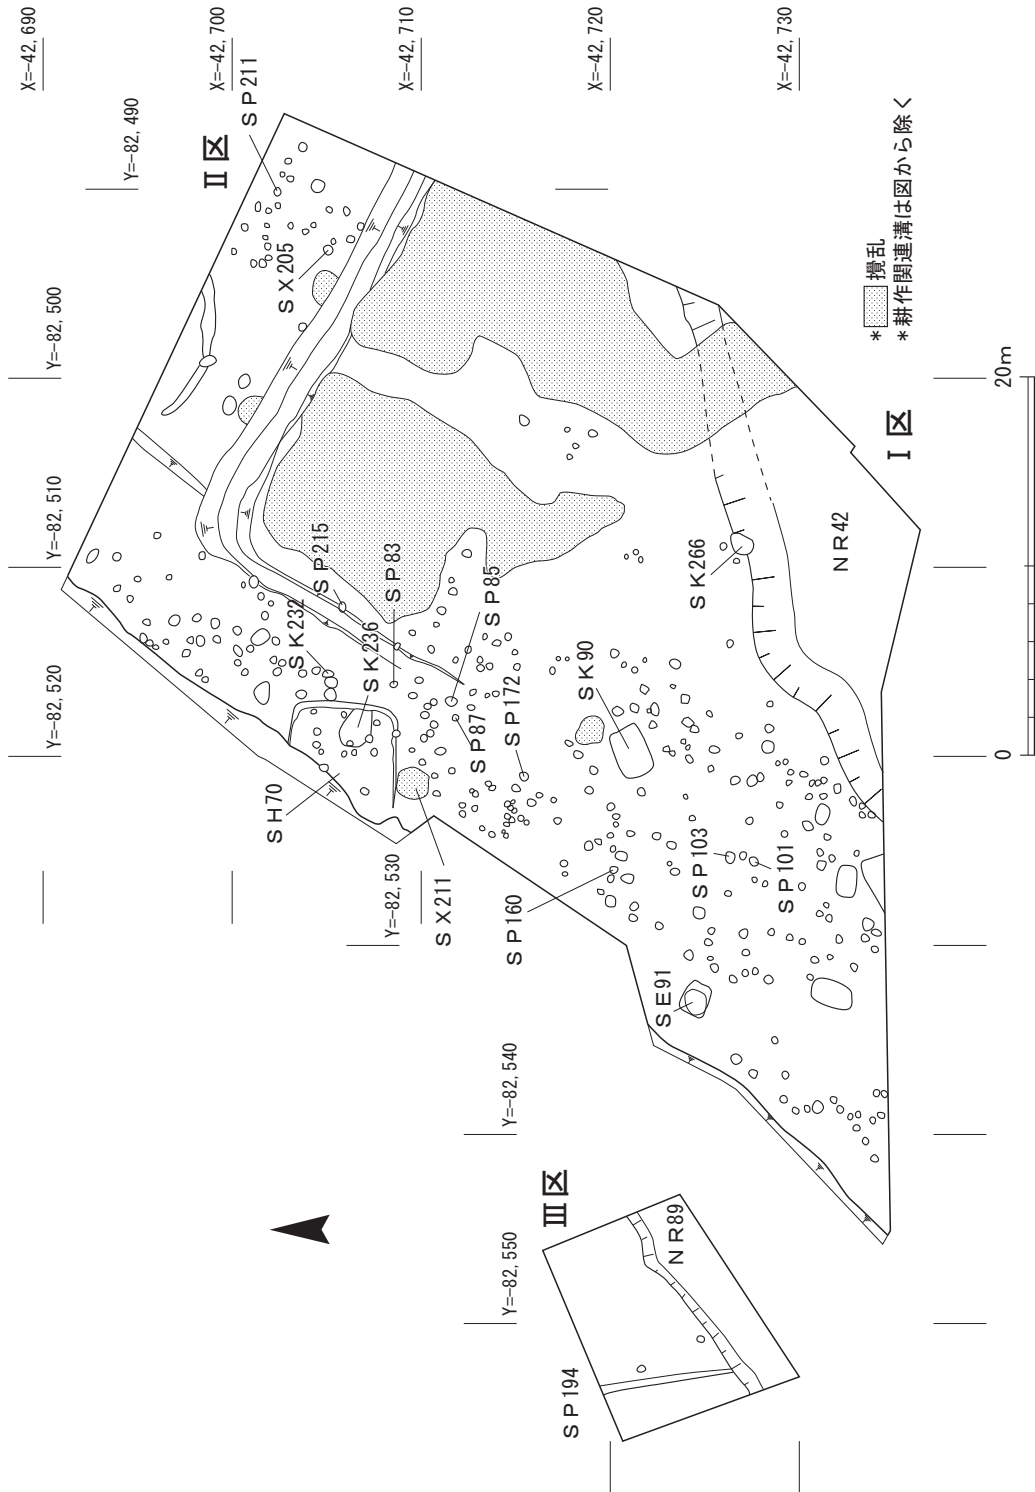 X=-42,690
X=-42,700
X=-42,710
X=-42,720
X=-42,730
Y=-82,490
Y=-82,500
Y=-82,510
Y=-82,520
Y=-82,530
Y=-82,540
Y=-82,550
Ⅱ区
SP211
SX205
SP215
SP83
SK232
SK236
SP85
SP87
SP172
SH70
SX211
SP160
SK90
SK266
SP103
SP101
SE91
NR42
Ⅰ区
Ⅲ区
NR89
SP194
* 攪乱
*耕作関連溝は図から除く
0
20m